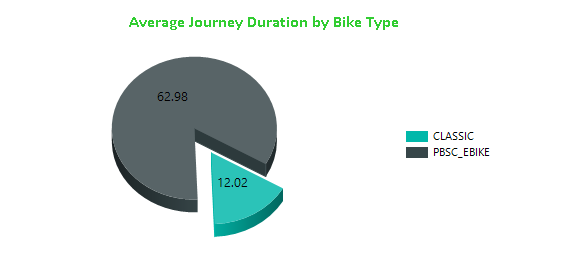 Average Journey Duration by Bike Type
62.98
12.02
CLASSIC
PBSC_EBIKE